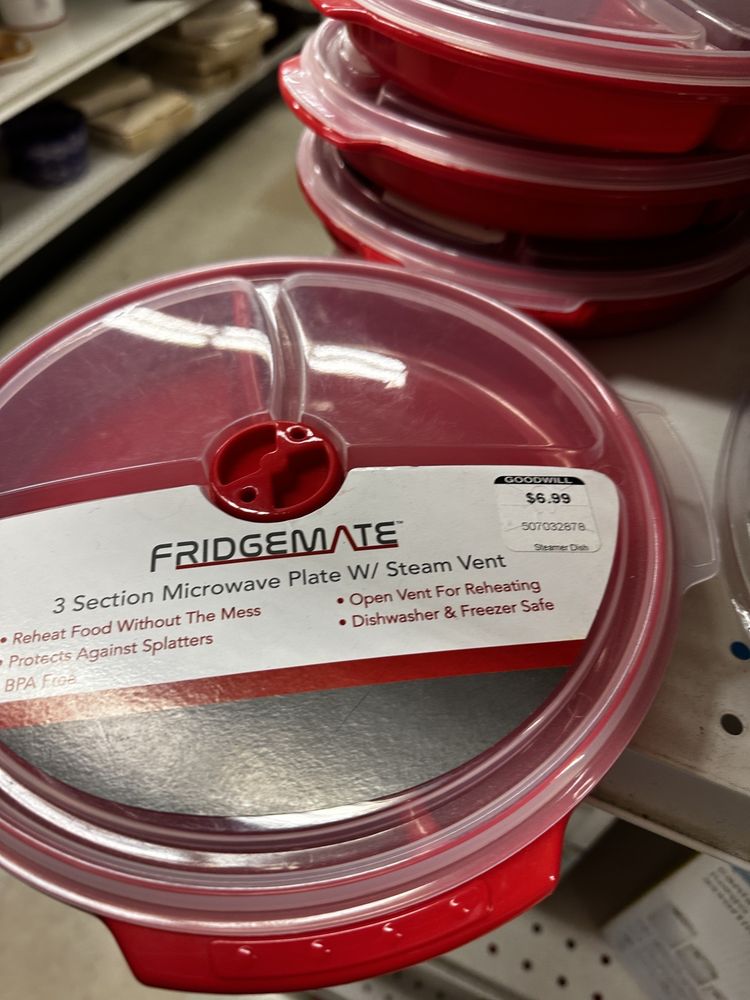 GOODWILL
$6.99
507032878
Steamer Dish
FRIDGEMATE™
3 Section Microwave Plate W/ Steam Vent
• Reheat Food Without The Mess
• Protects Against Splatters
BPA Free
• Open Vent For Reheating
• Dishwasher & Freezer Safe